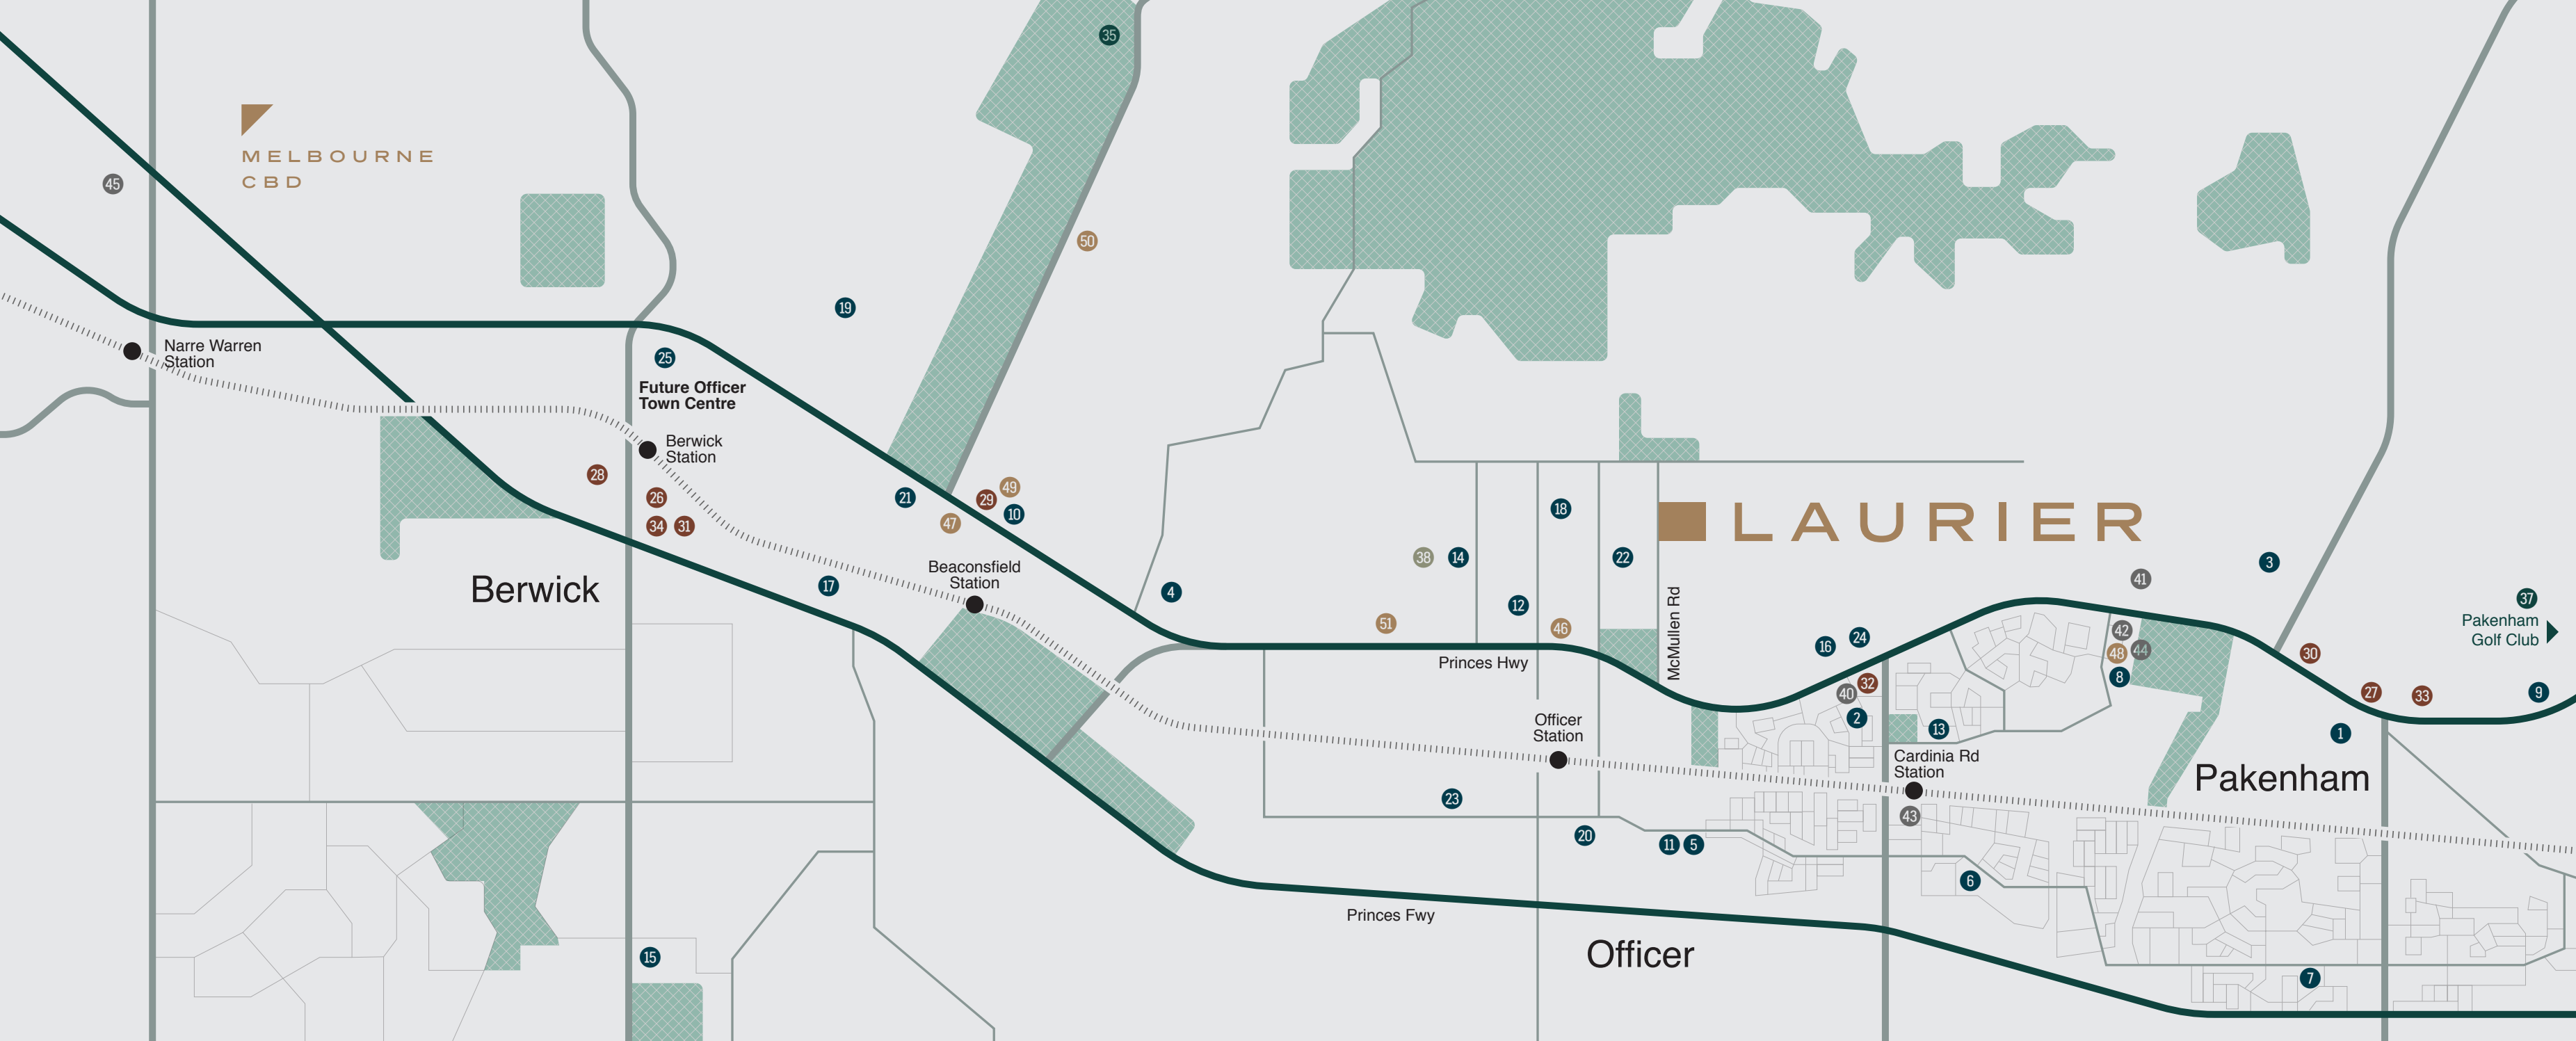 35
MELBOURNE
CBD
45
50
19
Narre Warren
Station
25
Future Officer
Town Centre
Berwick
Station
28
26
34
31
21
29
49
10
47
17
Beaconsfield
Station
Berwick
4
38
14
18
22
12
51
46
Princes Hwy
McMullen Rd
LAURIER
3
41
37
Pakenham
Golf Club
16
24
42
48
44
8
30
27
33
9
32
40
2
13
1
Officer
Station
Cardinia Rd
Station
Pakenham
23
43
20
11
5
6
Princes Fwy
Officer
15
7